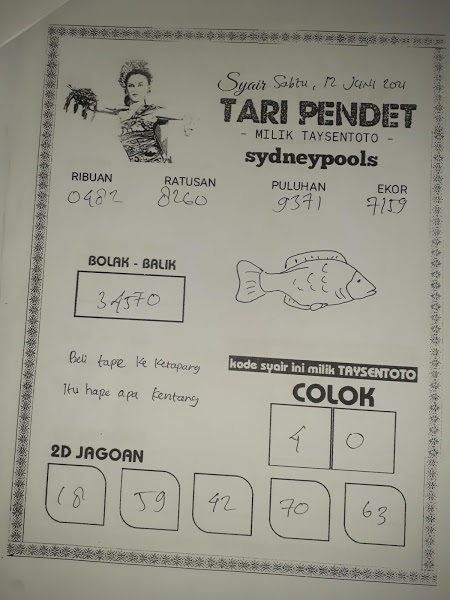 Syair Sabtu, 12 JUNI 2021
TARI PENDET
- MILIK TAYSENTOTO -
sydneypools
RIBUAN RATUSAN PULUHAN EKOR
0482 8260 9371 7159
BOLAK - BALIK
34570
Beli tape ke Ketapang
Itu hape apa kentang
kode syair ini milik TAYSENTOTO
COLOK
4 0
2D JAGOAN
18 59 42 70 63